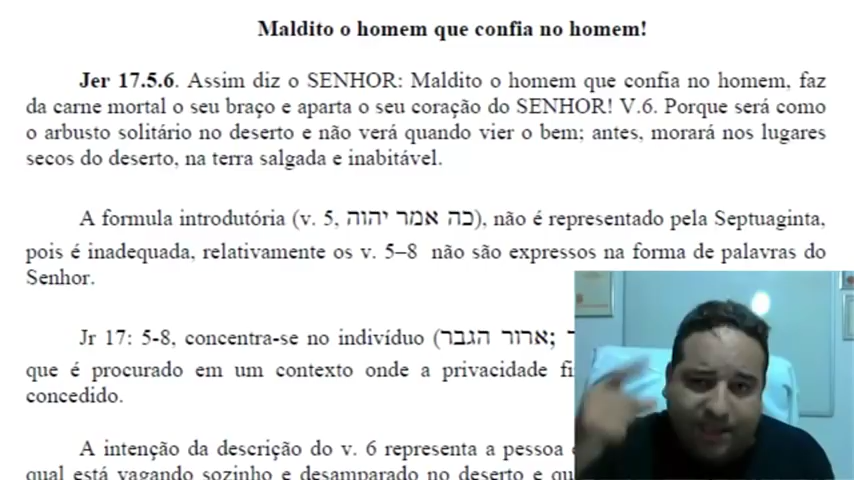 Maldito o homem que confia no homem!
Jer 17.5.6. Assim diz o SENHOR: Maldito o homem que confia no homem, faz
da carne mortal o seu braço e aparta o seu coração do SENHOR! V.6. Porque será como
o arbusto solitário no deserto e não verá quando vier o bem; antes, morará nos lugares
secos do deserto, na terra salgada e inabitável.
A formula introdutória (v. 5, כה אמר יהוה), não é representado pela Septuaginta,
pois é inadequada, relativamente os v. 5–8 não são expressos na forma de palavras do
Senhor.
Jr 17: 5-8, concentra-se no indivíduo (ארור הגבר;
que é procurado em um contexto onde a privacidade
concedido.
A intenção da descrição do v. 6 representa a pessoa
qual está vagando sozinho e desamparado no deserto e